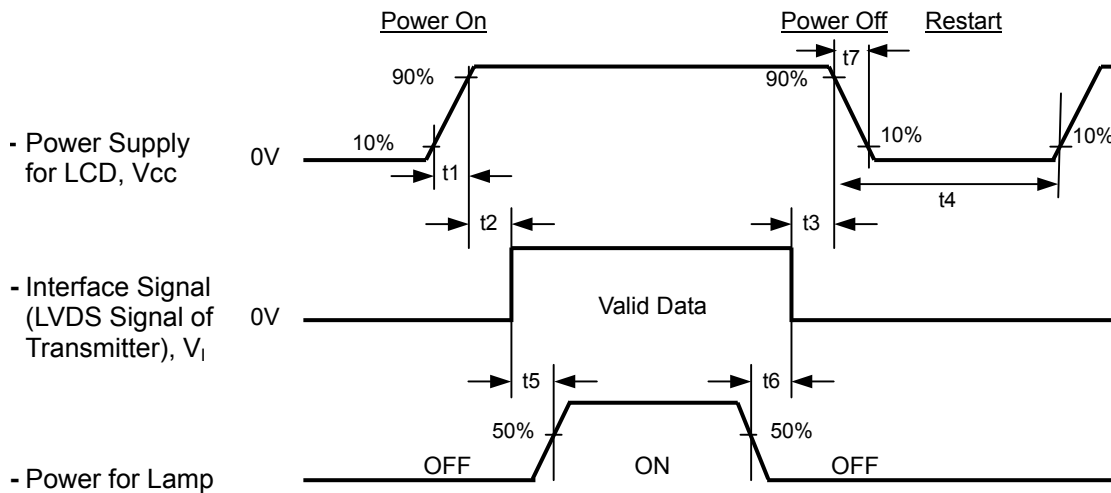 Power On
Power Off
Restart
t7
90%
90%
- Power Supply
for LCD, Vcc
0V
10%
10%
10%
t1
t4
t2
t3
- Interface Signal
(LVDS Signal of
Transmitter), VI
0V
Valid Data
t5
t6
50%
50%
- Power for Lamp
OFF
ON
OFF